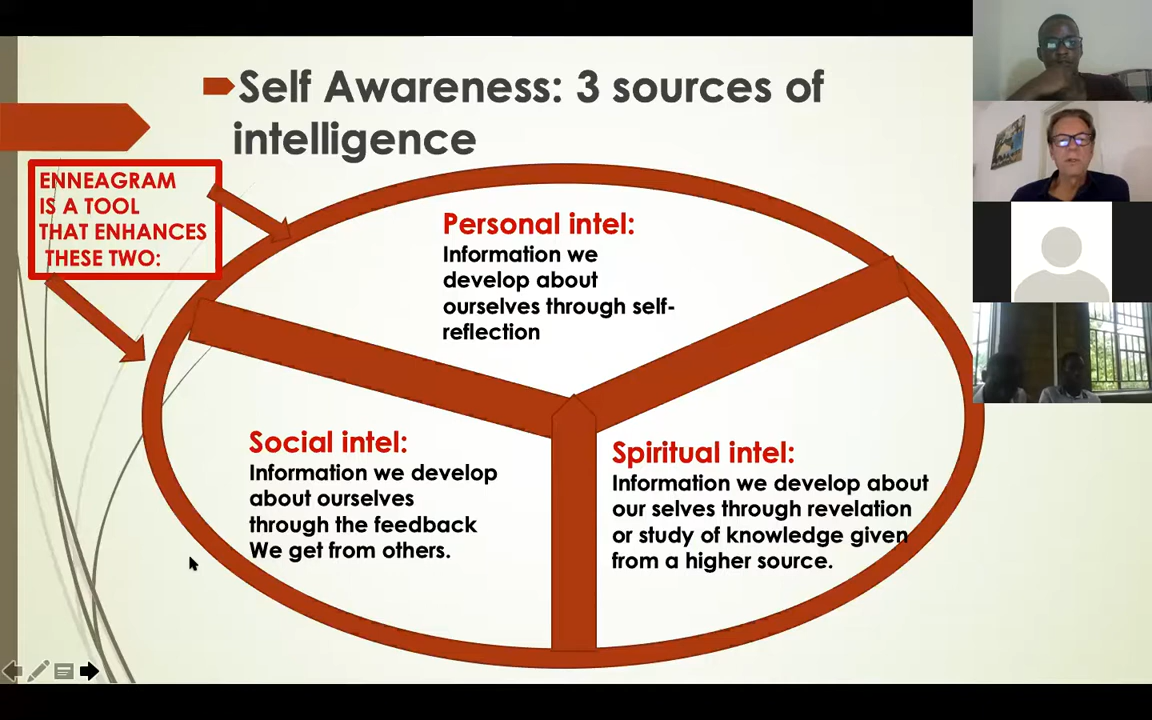 Self Awareness: 3 sources of
intelligence
ENNEAGRAM
IS A TOOL
THAT ENHANCES
THESE TWO:
Personal intel:
Information we
develop about
ourselves through self-
reflection
Social intel:
Information we develop
about ourselves
through the feedback
We get from others.
Spiritual intel:
Information we develop about
our selves through revelation
or study of knowledge given
from a higher source.